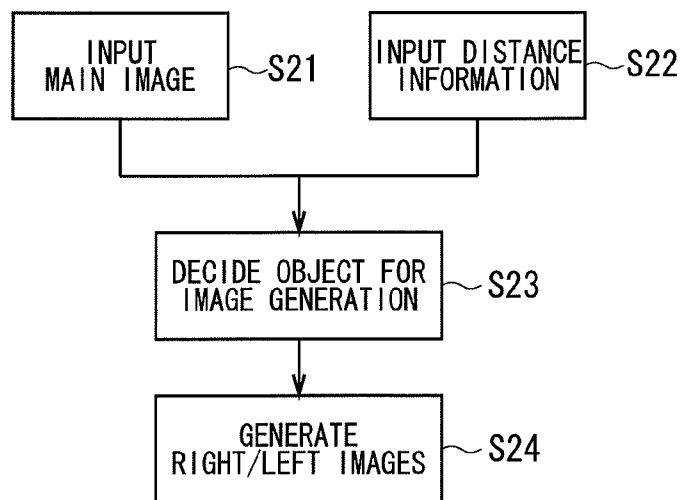 INPUT
MAIN IMAGE
S21
INPUT DISTANCE
INFORMATION
S22
DECIDE OBJECT FOR
IMAGE GENERATION
S23
GENERATE
RIGHT/LEFT IMAGES
S24